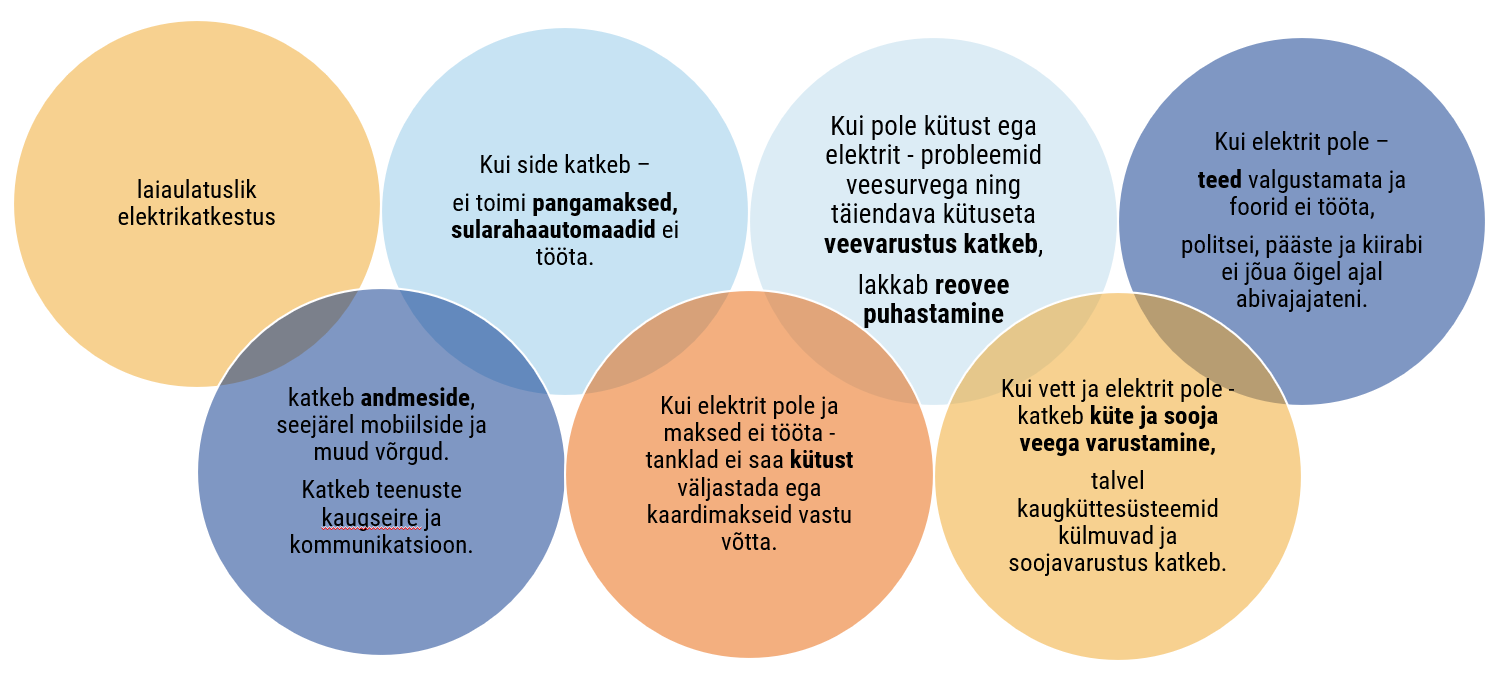 laiaulatuslik
elektrikatkestus
katkeb andmeside,
seejärel mobiilside ja
muud võrgud.
Katkeb teenuste
kaugseire ja
kommunikatsioon.
Kui side katkeb –
ei toimi pangamaksed,
sularahaautomaadid ei
tööta.
Kui elektrit pole ja
maksed ei tööta -
tanklad ei saa kütust
väljastada ega
kaardimakseid vastu
võtta.
Kui pole kütust ega
elektrit - probleemid
veesurvega ning
täiendava kütuseta
veevarustus katkeb,
lakkab reovee
puhastamine
Kui vett ja elektrit pole -
katkeb küte ja sooja
veega varustamine,
talvel
kaugküttesüsteemid
külmuvad ja
soojavarustus katkeb.
Kui elektrit pole –
teed valgustamata ja
foorid ei tööta,
politsei, pääste ja kiirabi
ei jõua õigel ajal
abivajajateni.